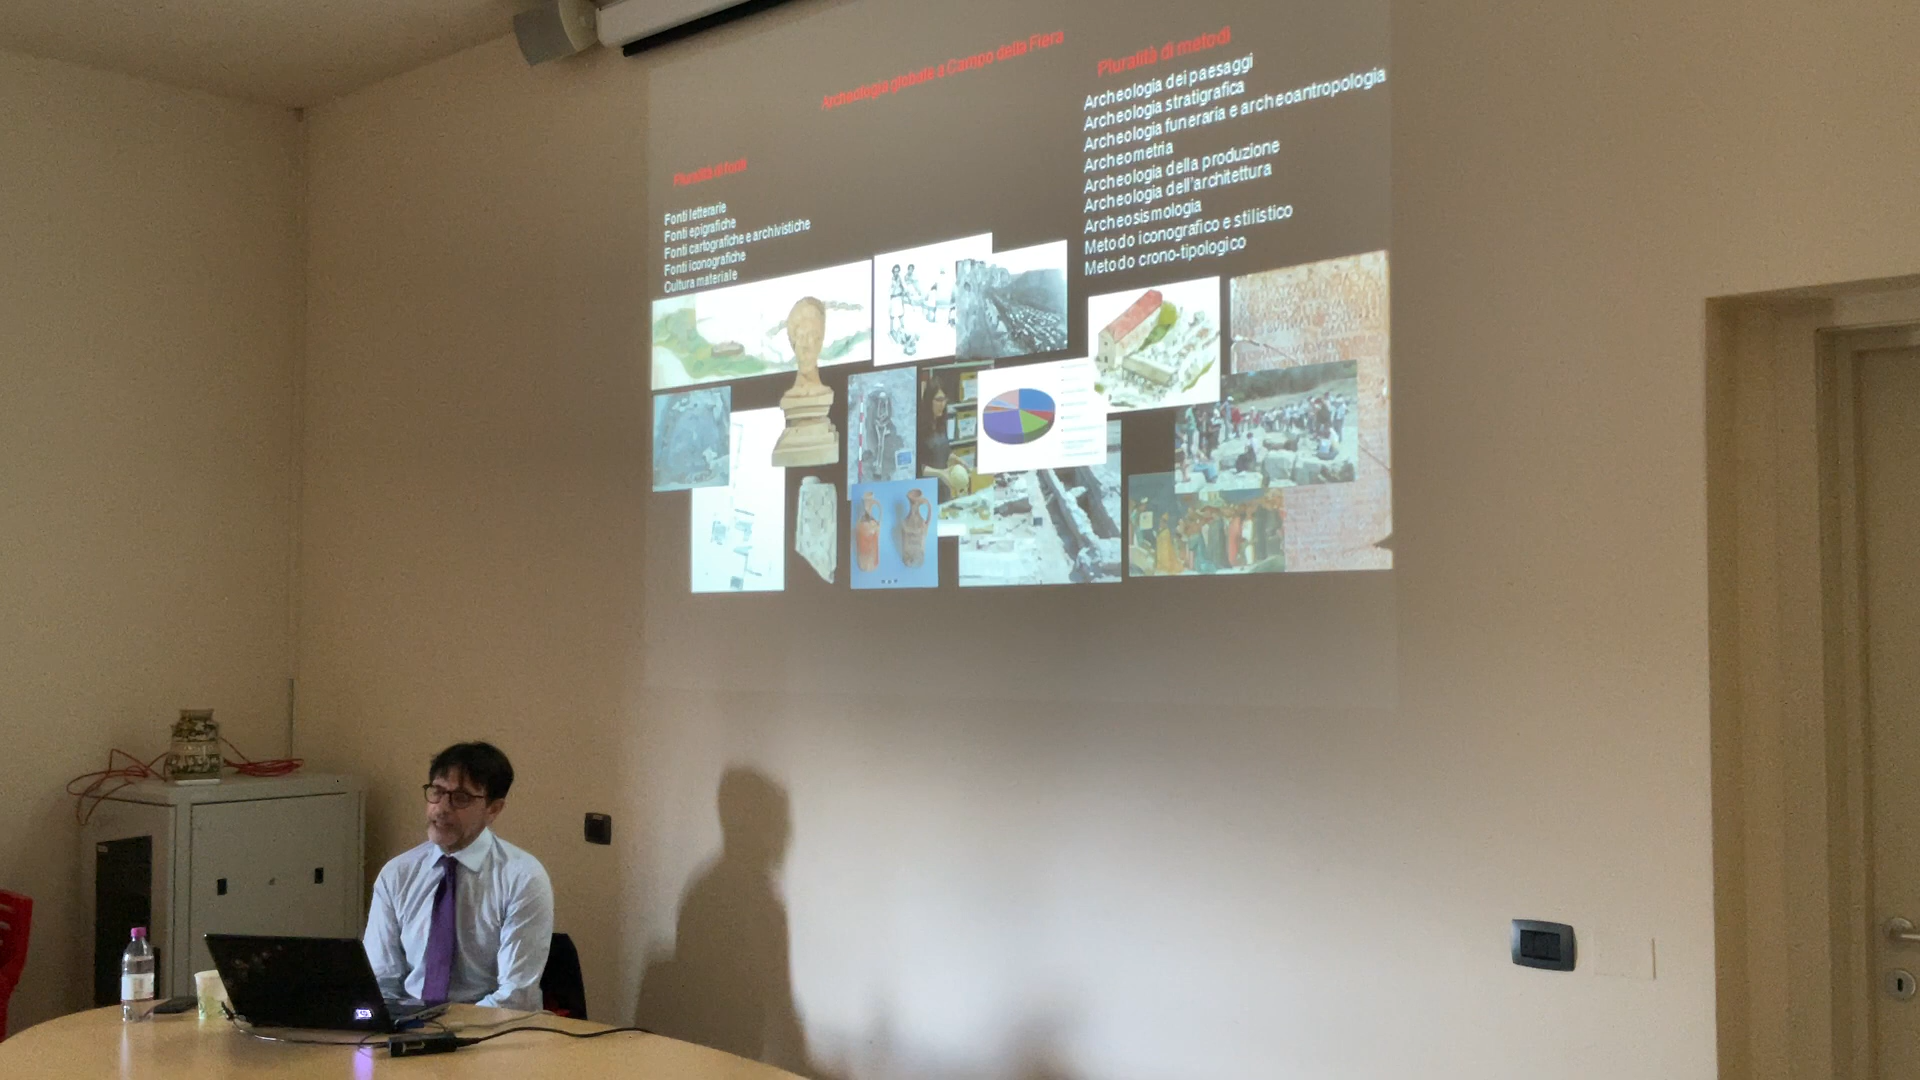 Archeologia globale a Campo della Fiera
Pluralità di fonti
Fonti letterarie
Fonti epigrafiche
Fonti cartografiche e archivistiche
Fonti iconografiche
Cultura materiale
Pluralità di metodi
Archeologia dei paesaggi
Archeologia stratigrafica
Archeologia funeraria e archeoantropologia
Archeometria
Archeologia della produzione
Archeologia dell'architettura
Archeosismologia
Metodo iconografico e stilistico
Metodo crono-tipologico
hp